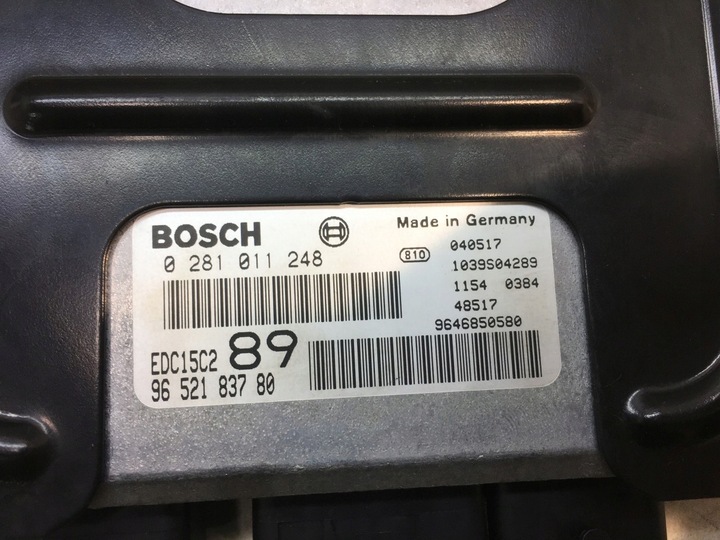 BOSCH
0 281 011 248
Made in Germany
040517
810
1039S04289
1154 0384
48517
9646850580
EDC15C2 89
96 521 837 80